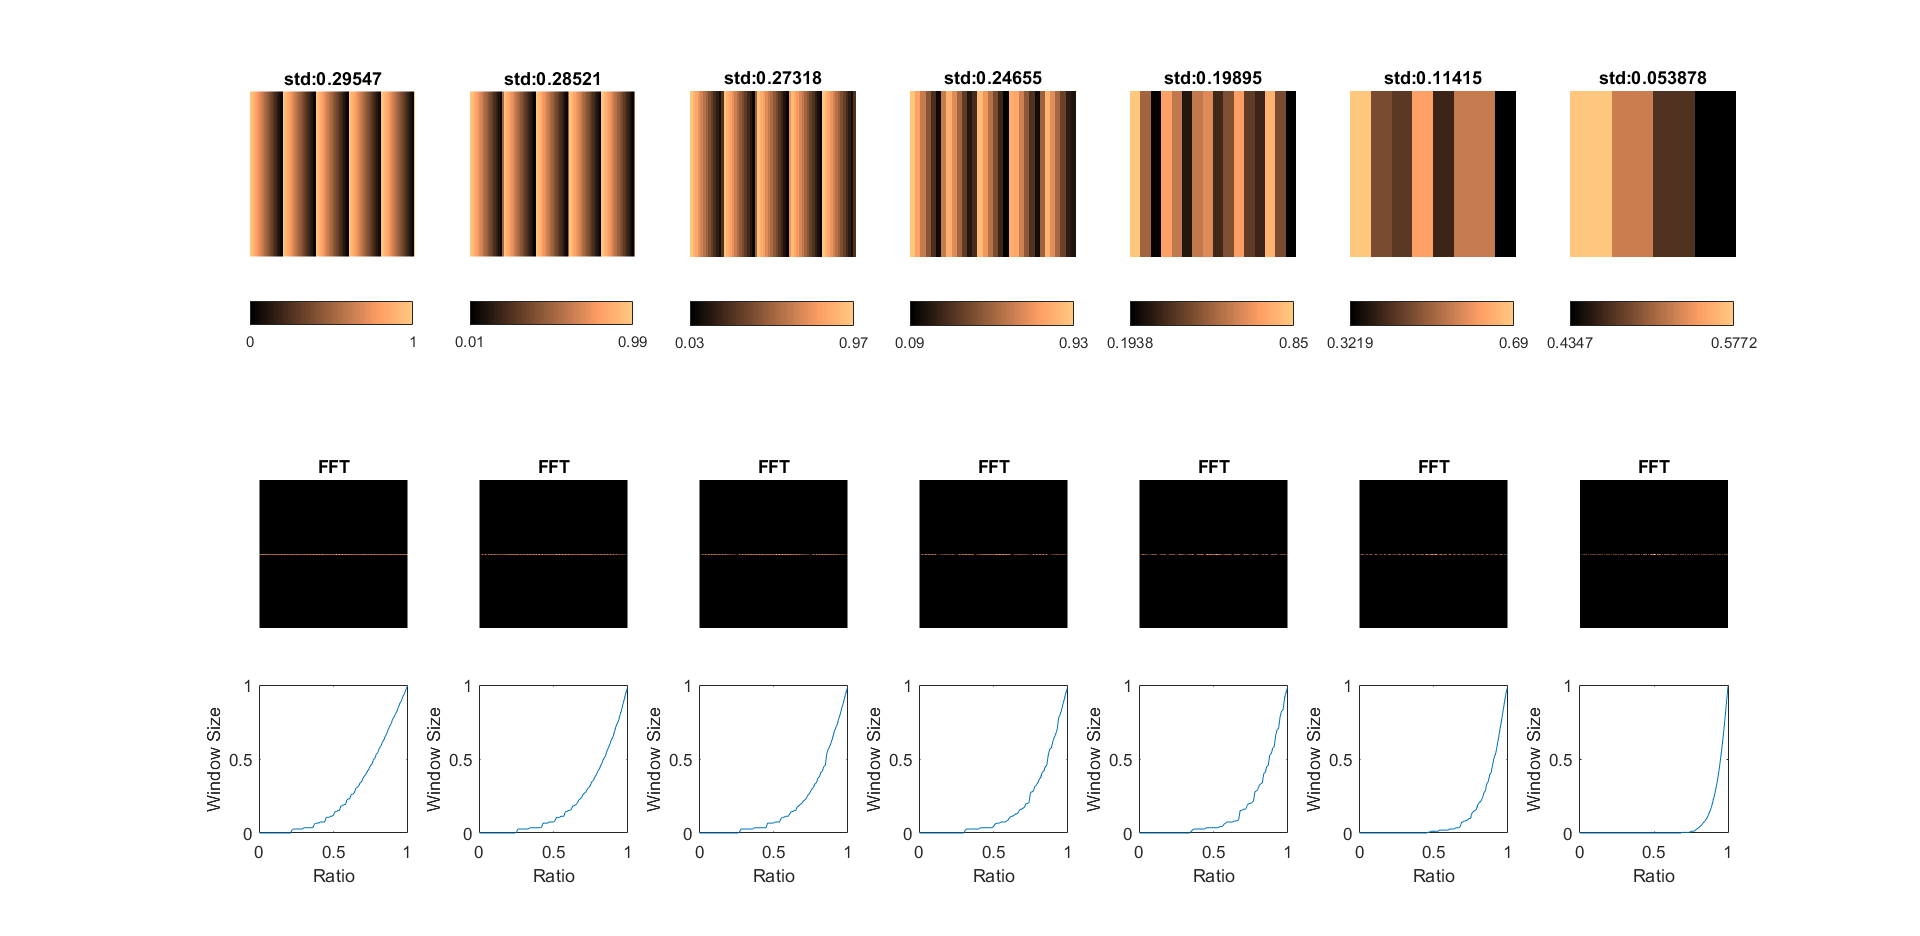 std:0.29547 std:0.28521 std:0.27318 std:0.24655 std:0.19895 std:0.11415 std:0.053878
0 1 0.01 0.99 0.03 0.97 0.09 0.93 0.1938 0.85 0.3219 0.69 0.4347 0.5772
FFT FFT FFT FFT FFT FFT FFT
1 1 1 1 1 1 1
Window Size Window Size Window Size Window Size Window Size Window Size Window Size
0.5 0.5 0.5 0.5 0.5 0.5 0.5
0 0 0 0 0 0 0
0 0.5 1 0 0.5 1 0 0.5 1 0 0.5 1 0 0.5 1 0 0.5 1 0 0.5 1
Ratio Ratio Ratio Ratio Ratio Ratio Ratio